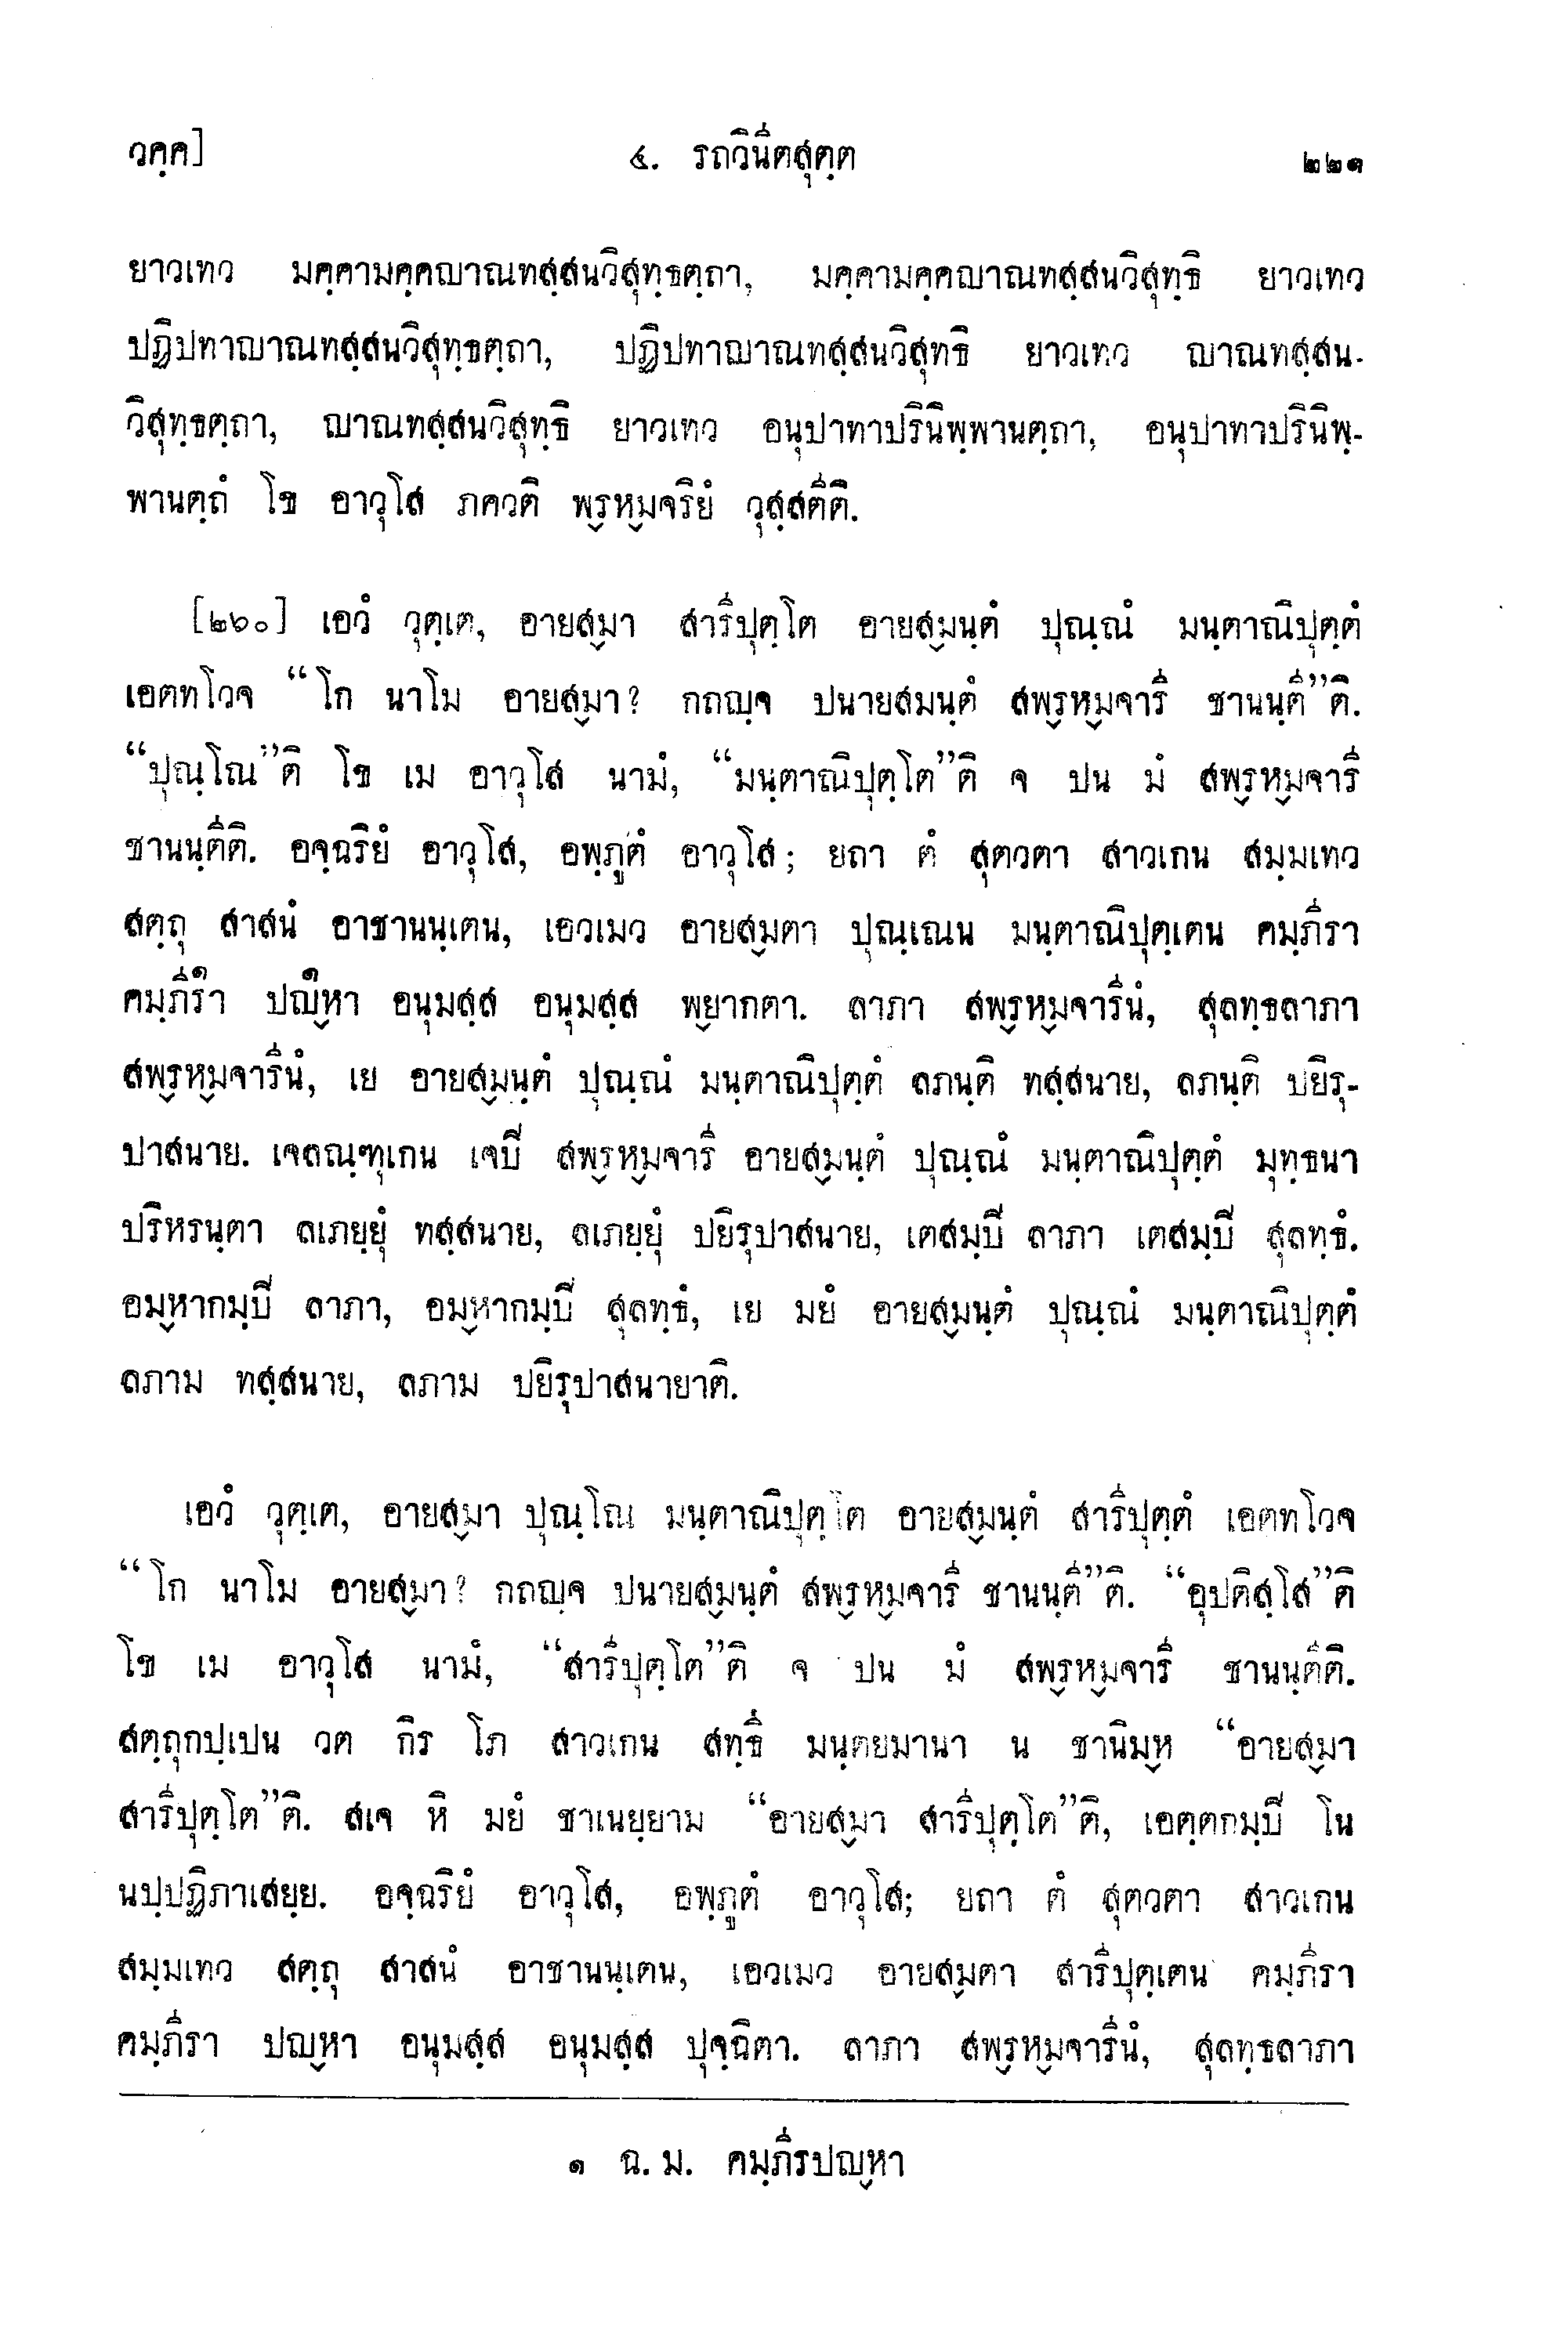 วคฺค]
๔. รถวินีตสุตฺต
๒๒๑
ยาวเทว มคฺคามคฺคญาณทสฺสนวิสุทฺธตฺถา, มคฺคามคฺคญาณทสฺสนวิสุทฺธิ ยาวเทว
ปฏิปทาญาณทสฺสนวิสุทฺธตฺถา, ปฏิปทาญาณทสฺสนวิสุทธิ ยาวเทว ญาณทสฺสน-
วิสุทฺธตฺถา, ญาณทสฺสนวิสุทฺธิ ยาวเทว อนุปาทาปรินิพฺพานตฺถา, อนุปาทาปรินิพฺ-
พานตฺถํ โข อาวุโส ภควติ พฺรหฺมจริยํ วุสฺสตีติ.
[๒๖๐] เอวํ วุตฺเต, อายสฺมา สารีปุตฺโต อายสฺมนฺตํ ปุณฺณํ มนฺตาณิปุตฺตํ
เอตทโวจ “โก นาโม อายสฺมา? กถญฺจ ปนายสมนฺตํ สพฺรหฺมจารี ชานนฺตี”ติ.
“ปุณฺโณ”ติ โข เม อาวุโส นามํ, “มนฺตาณิปุตฺโต”ติ จ ปน มํ สพฺรหฺมจารี
ชานนฺตีติ. อจฺฉริยํ อาวุโส, อพฺภูตํ อาวุโส; ยถา ตํ สุตวตา สาวเกน สมฺมเทว
สตฺถุ สาสนํ อาชานนฺเตน, เอวเมว อายสฺมตา ปุณฺเณน มนฺตาณิปุตฺเตน คมฺภีรา
คมฺภีรา๑ ปญฺหา๑ อนุมสฺส อนุมสฺส พฺยากตา. ลาภา สพฺรหฺมจารีนํ, สุลทฺธลาภา
สพฺรหฺมจารีนํ, เย อายสฺมนฺตํ ปุณฺณํ มนฺตาณิปุตฺตํ ลภนฺติ ทสฺสนาย, ลภนฺติ ปยิรุ-
ปาสนาย. เจลณฺฑุเกน เจปี สพฺรหฺมจารี อายสฺมนฺตํ ปุณฺณํ มนฺตาณิปุตฺตํ มุทฺธนา
ปริหรนฺตา ลเภยฺยุํ ทสฺสนาย, ลเภยฺยุํ ปยิรุปาสนาย, เตสมฺปี ลาภา เตสมฺปี สุลทฺธํ.
อมฺหากมฺปี ลาภา, อมฺหากมฺปี สุลทฺธํ, เย มยํ อายสฺมนฺตํ ปุณฺณํ มนฺตาณิปุตฺตํ
ลภาม ทสฺสนาย, ลภาม ปยิรุปาสนายาติ.
เอวํ วุตฺเต, อายสฺมา ปุณฺโณ มนฺตาณิปุตฺโต อายสฺมนฺตํ สารีปุตฺตํ เอตทโวจ
“โก นาโม อายสฺมา? กถญฺจ ปนายสฺมนฺตํ สพฺรหฺมจารี ชานนฺตี”ติ. “อุปติสฺโส”ติ
โข เม อาวุโส นามํ, “สารีปุตฺโต”ติ จ ปน มํ สพฺรหฺมจารี ชานนฺตีติ.
สตฺถุกปฺเปน วต กิร โภ สาวเกน สทฺธึ มนฺตยมานา น ชานิมฺห “อายสฺมา
สารีปุตฺโต”ติ. สเจ หิ มยํ ชาเนยฺยาม “อายสฺมา สารีปุตฺโต”ติ, เอตฺตกมฺปี โน
นปฺปฏิภาเสยฺย. อจฺฉริยํ อาวุโส, อพฺภูตํ อาวุโส; ยถา ตํ สุตวตา สาวเกน
สมฺมเทว สตฺถุ สาสนํ อาชานนฺเตน, เอวเมว อายสฺมตา สารีปุตฺเตน คมฺภีรา
คมฺภีรา ปญฺหา อนุมสฺส อนุมสฺส ปุจฺฉิตา. ลาภา สพฺรหฺมจารีนํ, สุลทฺธลาภา
๑ ฉ. ม. คมฺภีรปญฺหา